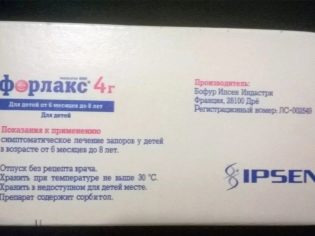 форлакс® 4 г
Для детей от 6 месяцев до 8 лет
Для детей
Показания к применению
симптоматическое лечение запоров у детей
в возрасте от 6 месяцев до 8 лет.
Отпуск без рецепта врача.
Хранить при температуре не выше 30 °C.
Хранить в недоступном для детей месте.
Препарат содержит сорбитол.
Производитель:
Бофур Ипсен Индастри
Франция, 28100 Дрё
Регистрационный номер: ЛС-002549
IPSEN